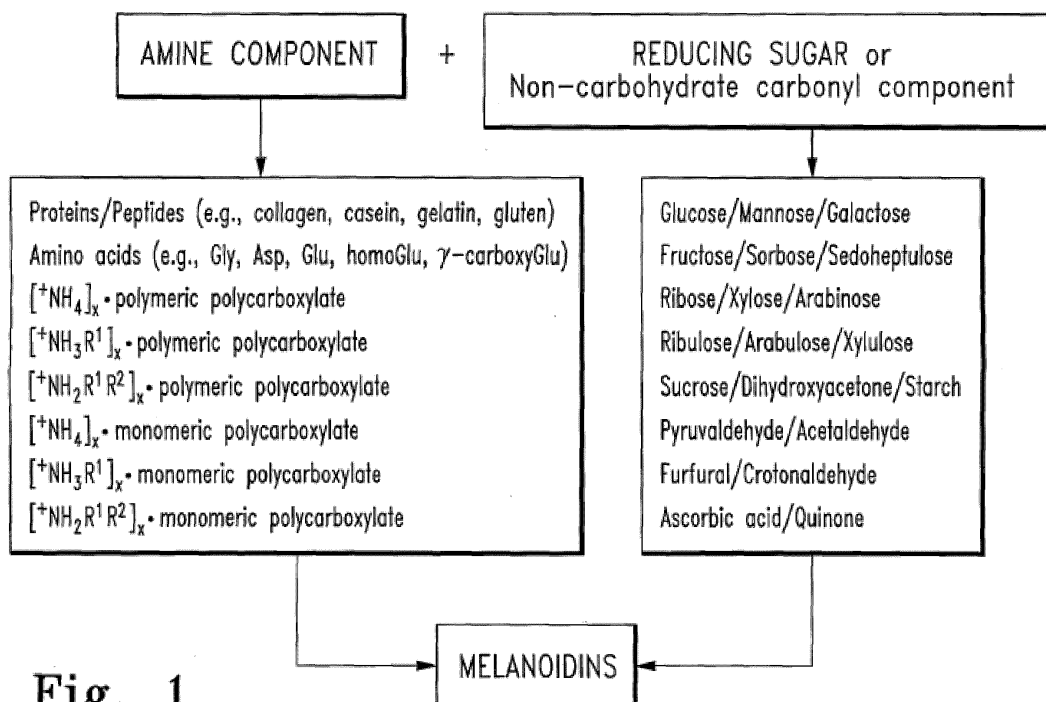 AMINE COMPONENT
+
REDUCING SUGAR or
Non-carbohydrate carbonyl component
Proteins/Peptides (e.g., collagen, casein, gelatin, gluten)
Amino acids (e.g., Gly, Asp, Glu, homoGlu, γ-carboxyGlu)
[⁺NH₄]ₓ • polymeric polycarboxylate
[⁺NH₃R¹]ₓ • polymeric polycarboxylate
[⁺NH₂R¹R²]ₓ • polymeric polycarboxylate
[⁺NH₄]ₓ • monomeric polycarboxylate
[⁺NH₃R¹]ₓ • monomeric polycarboxylate
[⁺NH₂R¹R²]ₓ • monomeric polycarboxylate
Glucose/Mannose/Galactose
Fructose/Sorbose/Sedoheptulose
Ribose/Xylose/Arabinose
Ribulose/Arabulose/Xylulose
Sucrose/Dihydroxyacetone/Starch
Pyruvaldehyde/Acetaldehyde
Furfural/Crotonaldehyde
Ascorbic acid/Quinone
MELANOIDINS
Fig. 1